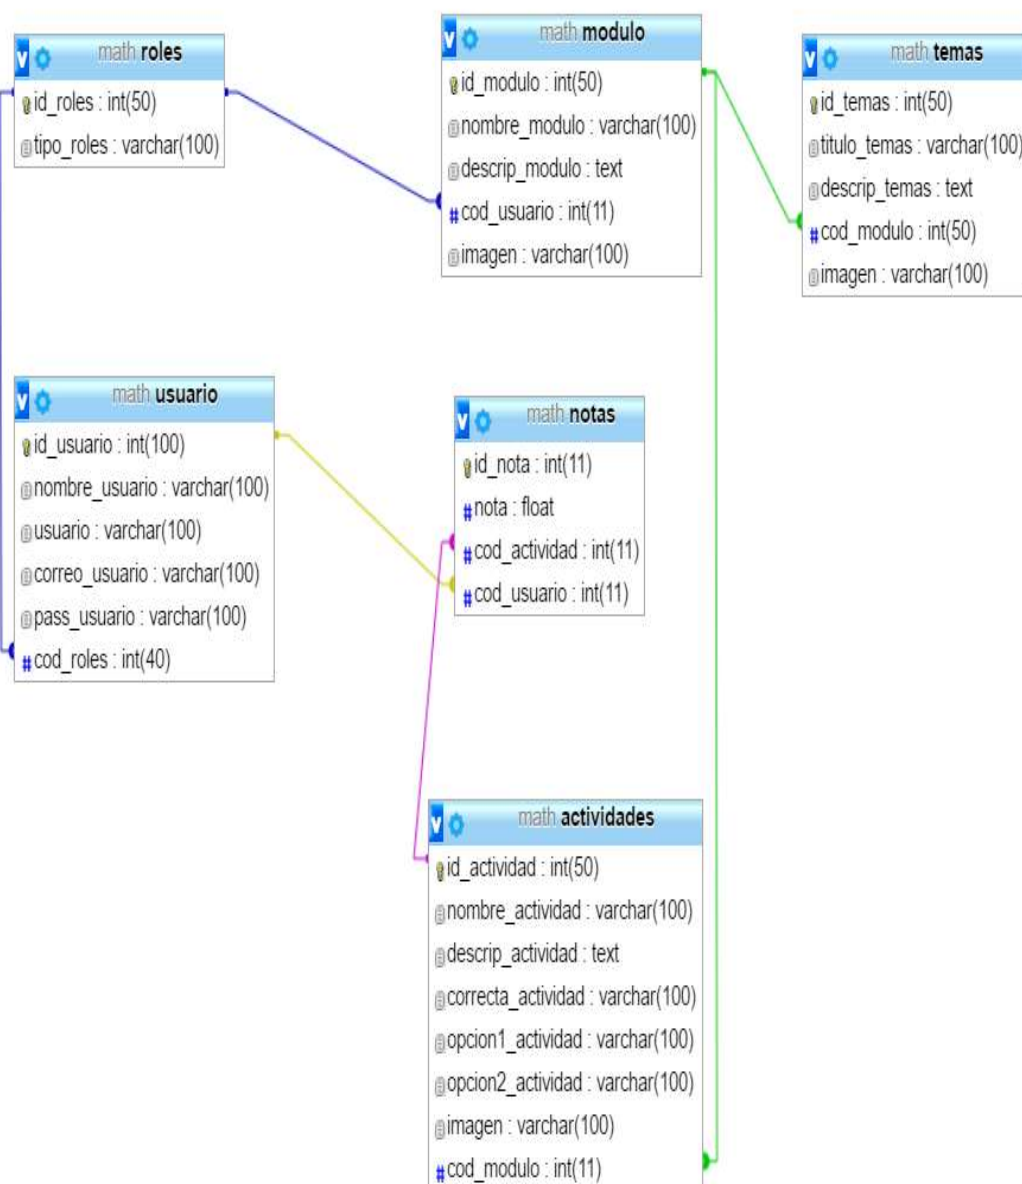 math roles
id_roles : int(50)
tipo_roles : varchar(100)
math modulo
id_modulo : int(50)
nombre_modulo : varchar(100)
descrip_modulo : text
cod_usuario : int(11)
imagen : varchar(100)
math temas
id_temas : int(50)
titulo_temas : varchar(100)
descrip_temas : text
cod_modulo : int(50)
imagen : varchar(100)
math usuario
id_usuario : int(100)
nombre_usuario : varchar(100)
usuario : varchar(100)
correo_usuario : varchar(100)
pass_usuario : varchar(100)
cod_roles : int(40)
math notas
id_nota : int(11)
nota : float
cod_actividad : int(11)
cod_usuario : int(11)
math actividades
id_actividad : int(50)
nombre_actividad : varchar(100)
descrip_actividad : text
correcta_actividad : varchar(100)
opcion1_actividad : varchar(100)
opcion2_actividad : varchar(100)
imagen : varchar(100)
cod_modulo : int(11)